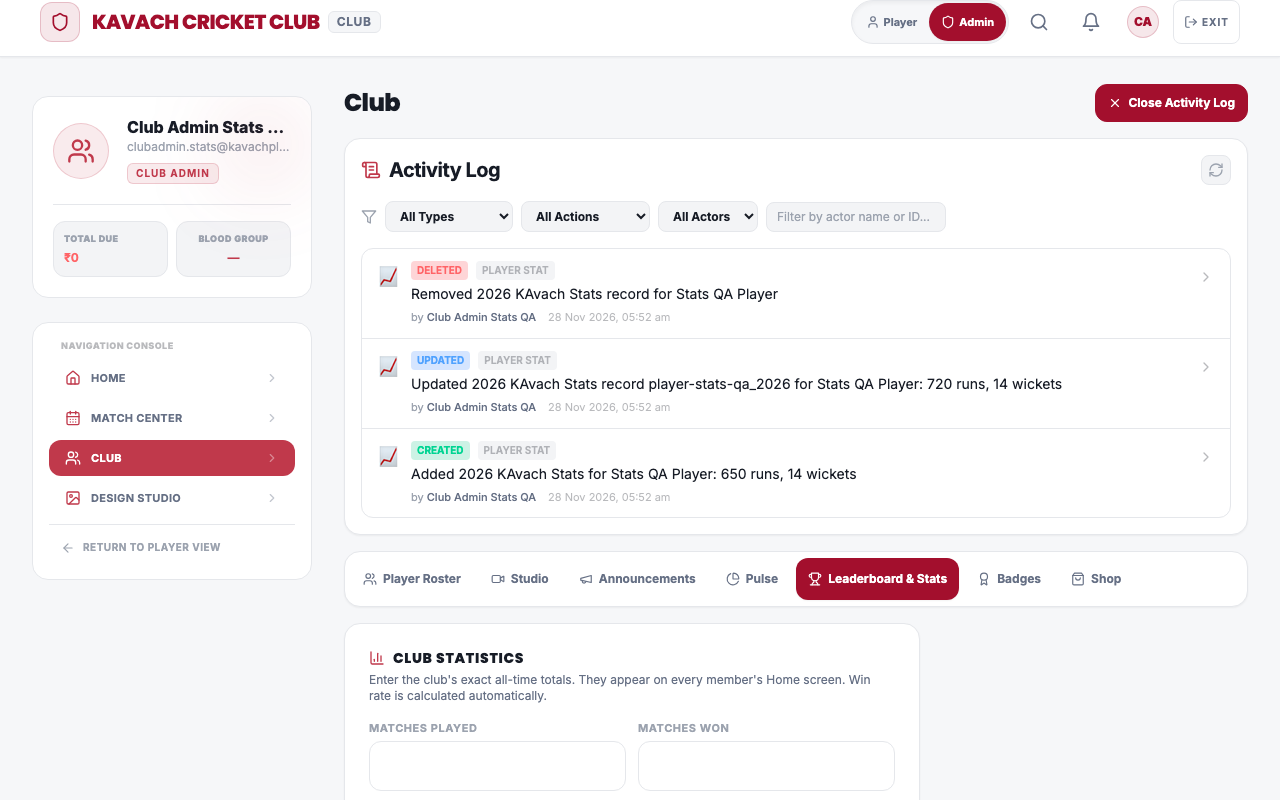 KAVACH CRICKET CLUB CLUB
Player Admin CA EXIT
Club Admin Stats ...
clubadmin.stats@kavachpl...
CLUB ADMIN
TOTAL DUE
₹0
BLOOD GROUP
—
NAVIGATION CONSOLE
HOME
MATCH CENTER
CLUB
DESIGN STUDIO
RETURN TO PLAYER VIEW
Club
Close Activity Log
Activity Log
All Types All Actions All Actors Filter by actor name or ID...
DELETED PLAYER STAT
Removed 2026 KAvach Stats record for Stats QA Player
by Club Admin Stats QA 28 Nov 2026, 05:52 am
UPDATED PLAYER STAT
Updated 2026 KAvach Stats record player-stats-qa_2026 for Stats QA Player: 720 runs, 14 wickets
by Club Admin Stats QA 28 Nov 2026, 05:52 am
CREATED PLAYER STAT
Added 2026 KAvach Stats for Stats QA Player: 650 runs, 14 wickets
by Club Admin Stats QA 28 Nov 2026, 05:52 am
Player Roster Studio Announcements Pulse Leaderboard & Stats Badges Shop
CLUB STATISTICS
Enter the club's exact all-time totals. They appear on every member's Home screen. Win
rate is calculated automatically.
MATCHES PLAYED MATCHES WON